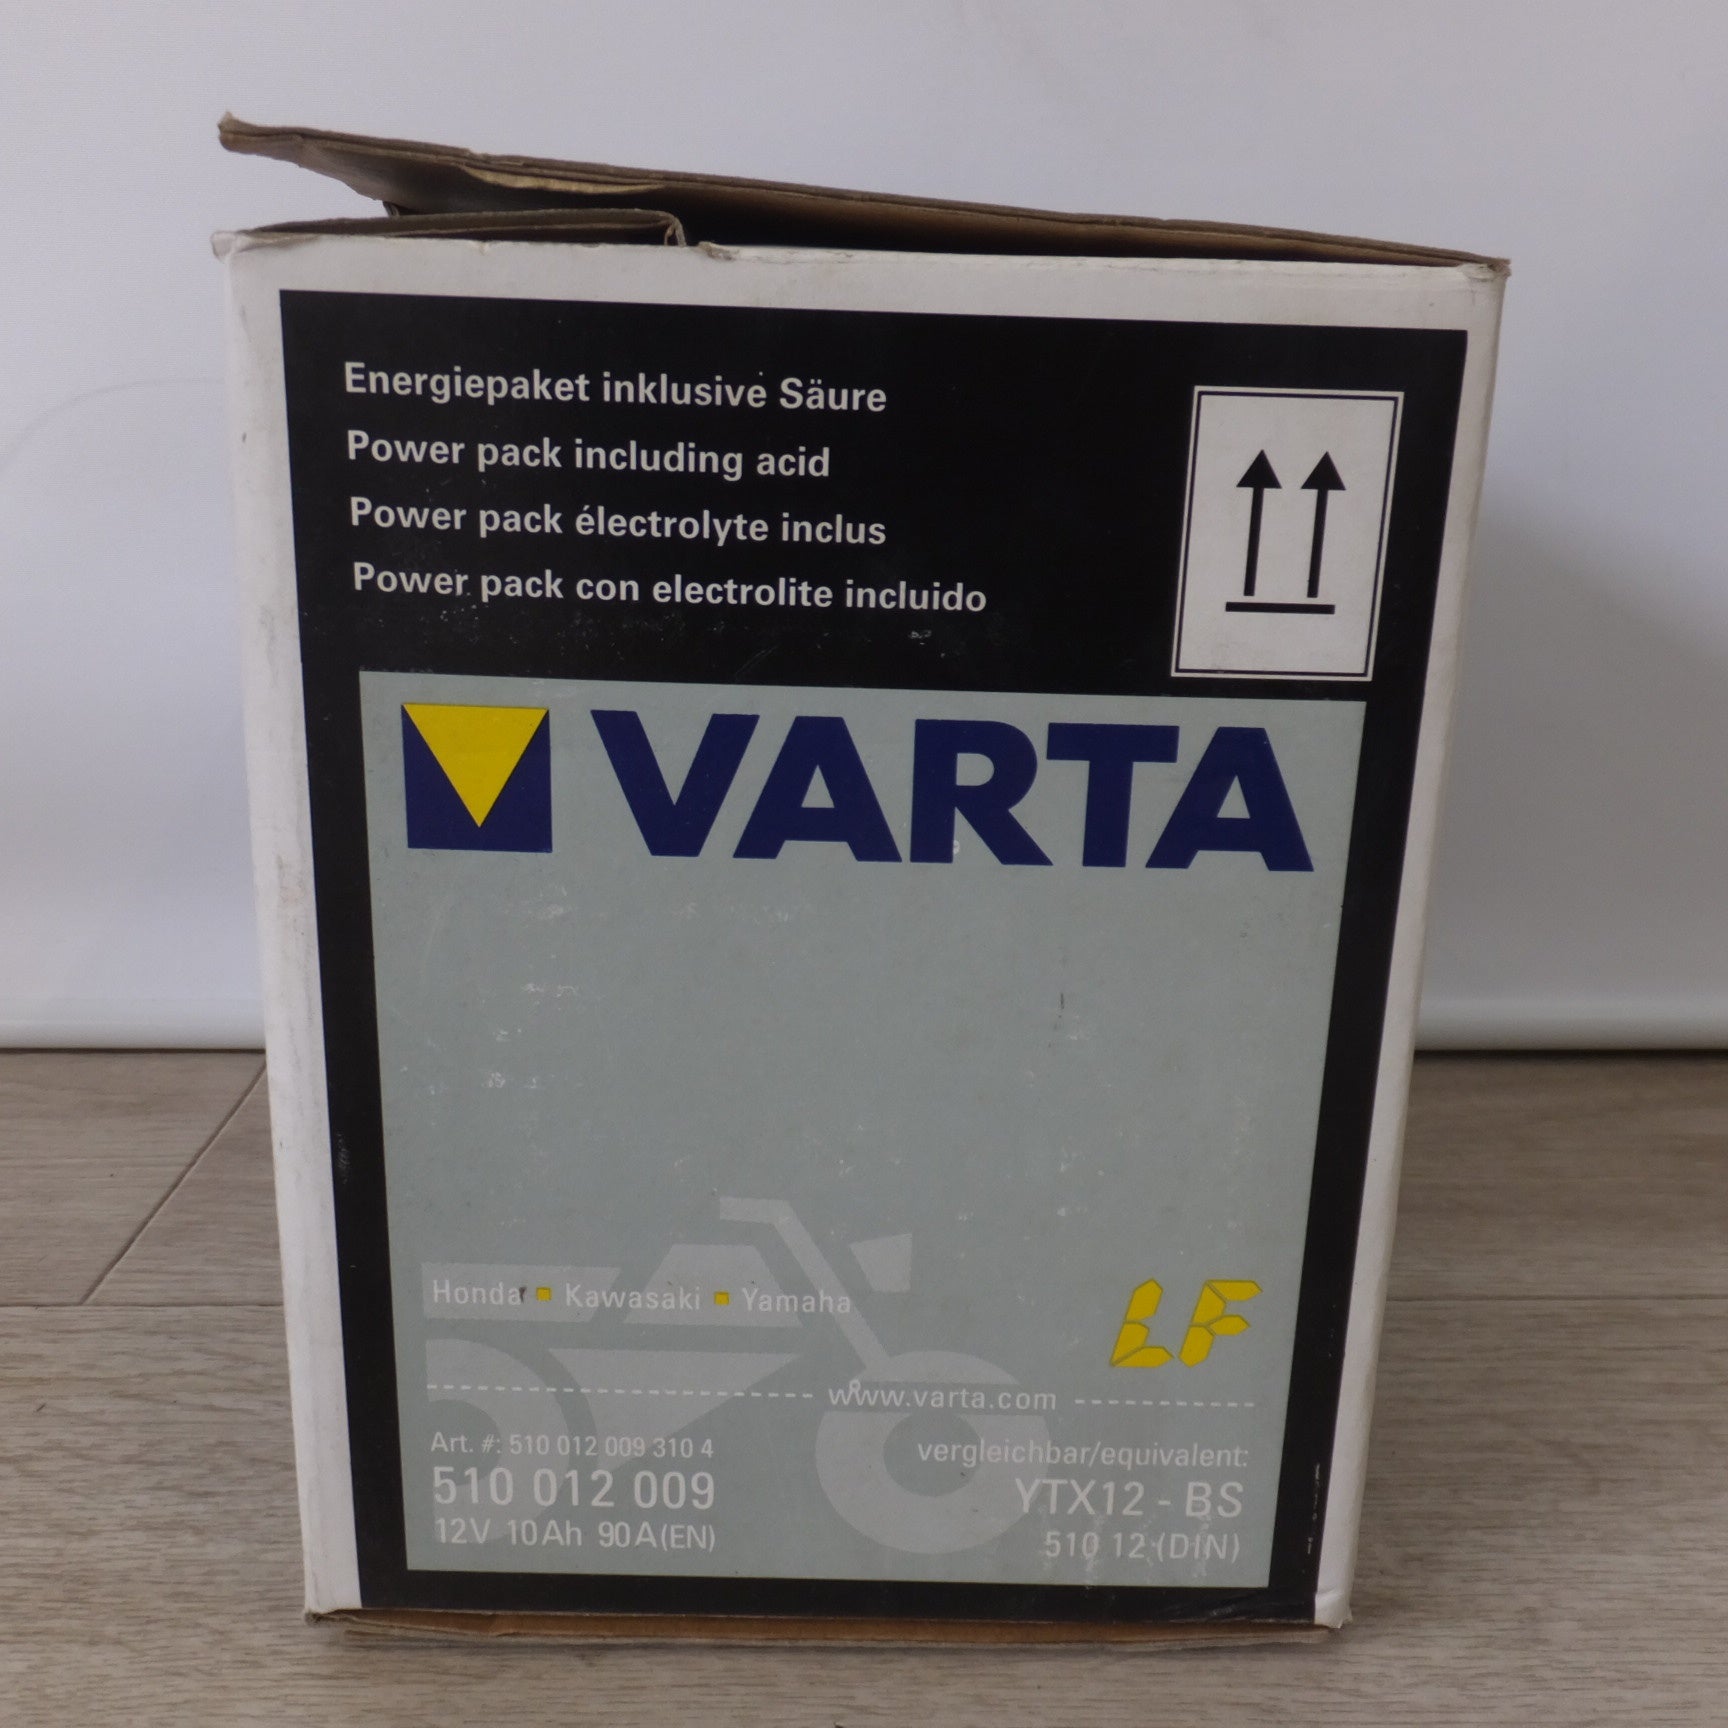 Energiepaket inklusive Säure
Power pack including acid
Power pack électrolyte inclus
Power pack con electrolite incluido
VARTA
Honda ▪ Kawasaki ▪ Yamaha
LF
www.varta.com
Art. #: 510 012 009 310 4
510 012 009
12V 10Ah 90A(EN)
vergleichbar/equivalent:
YTX12 - BS
510 12 (DIN)